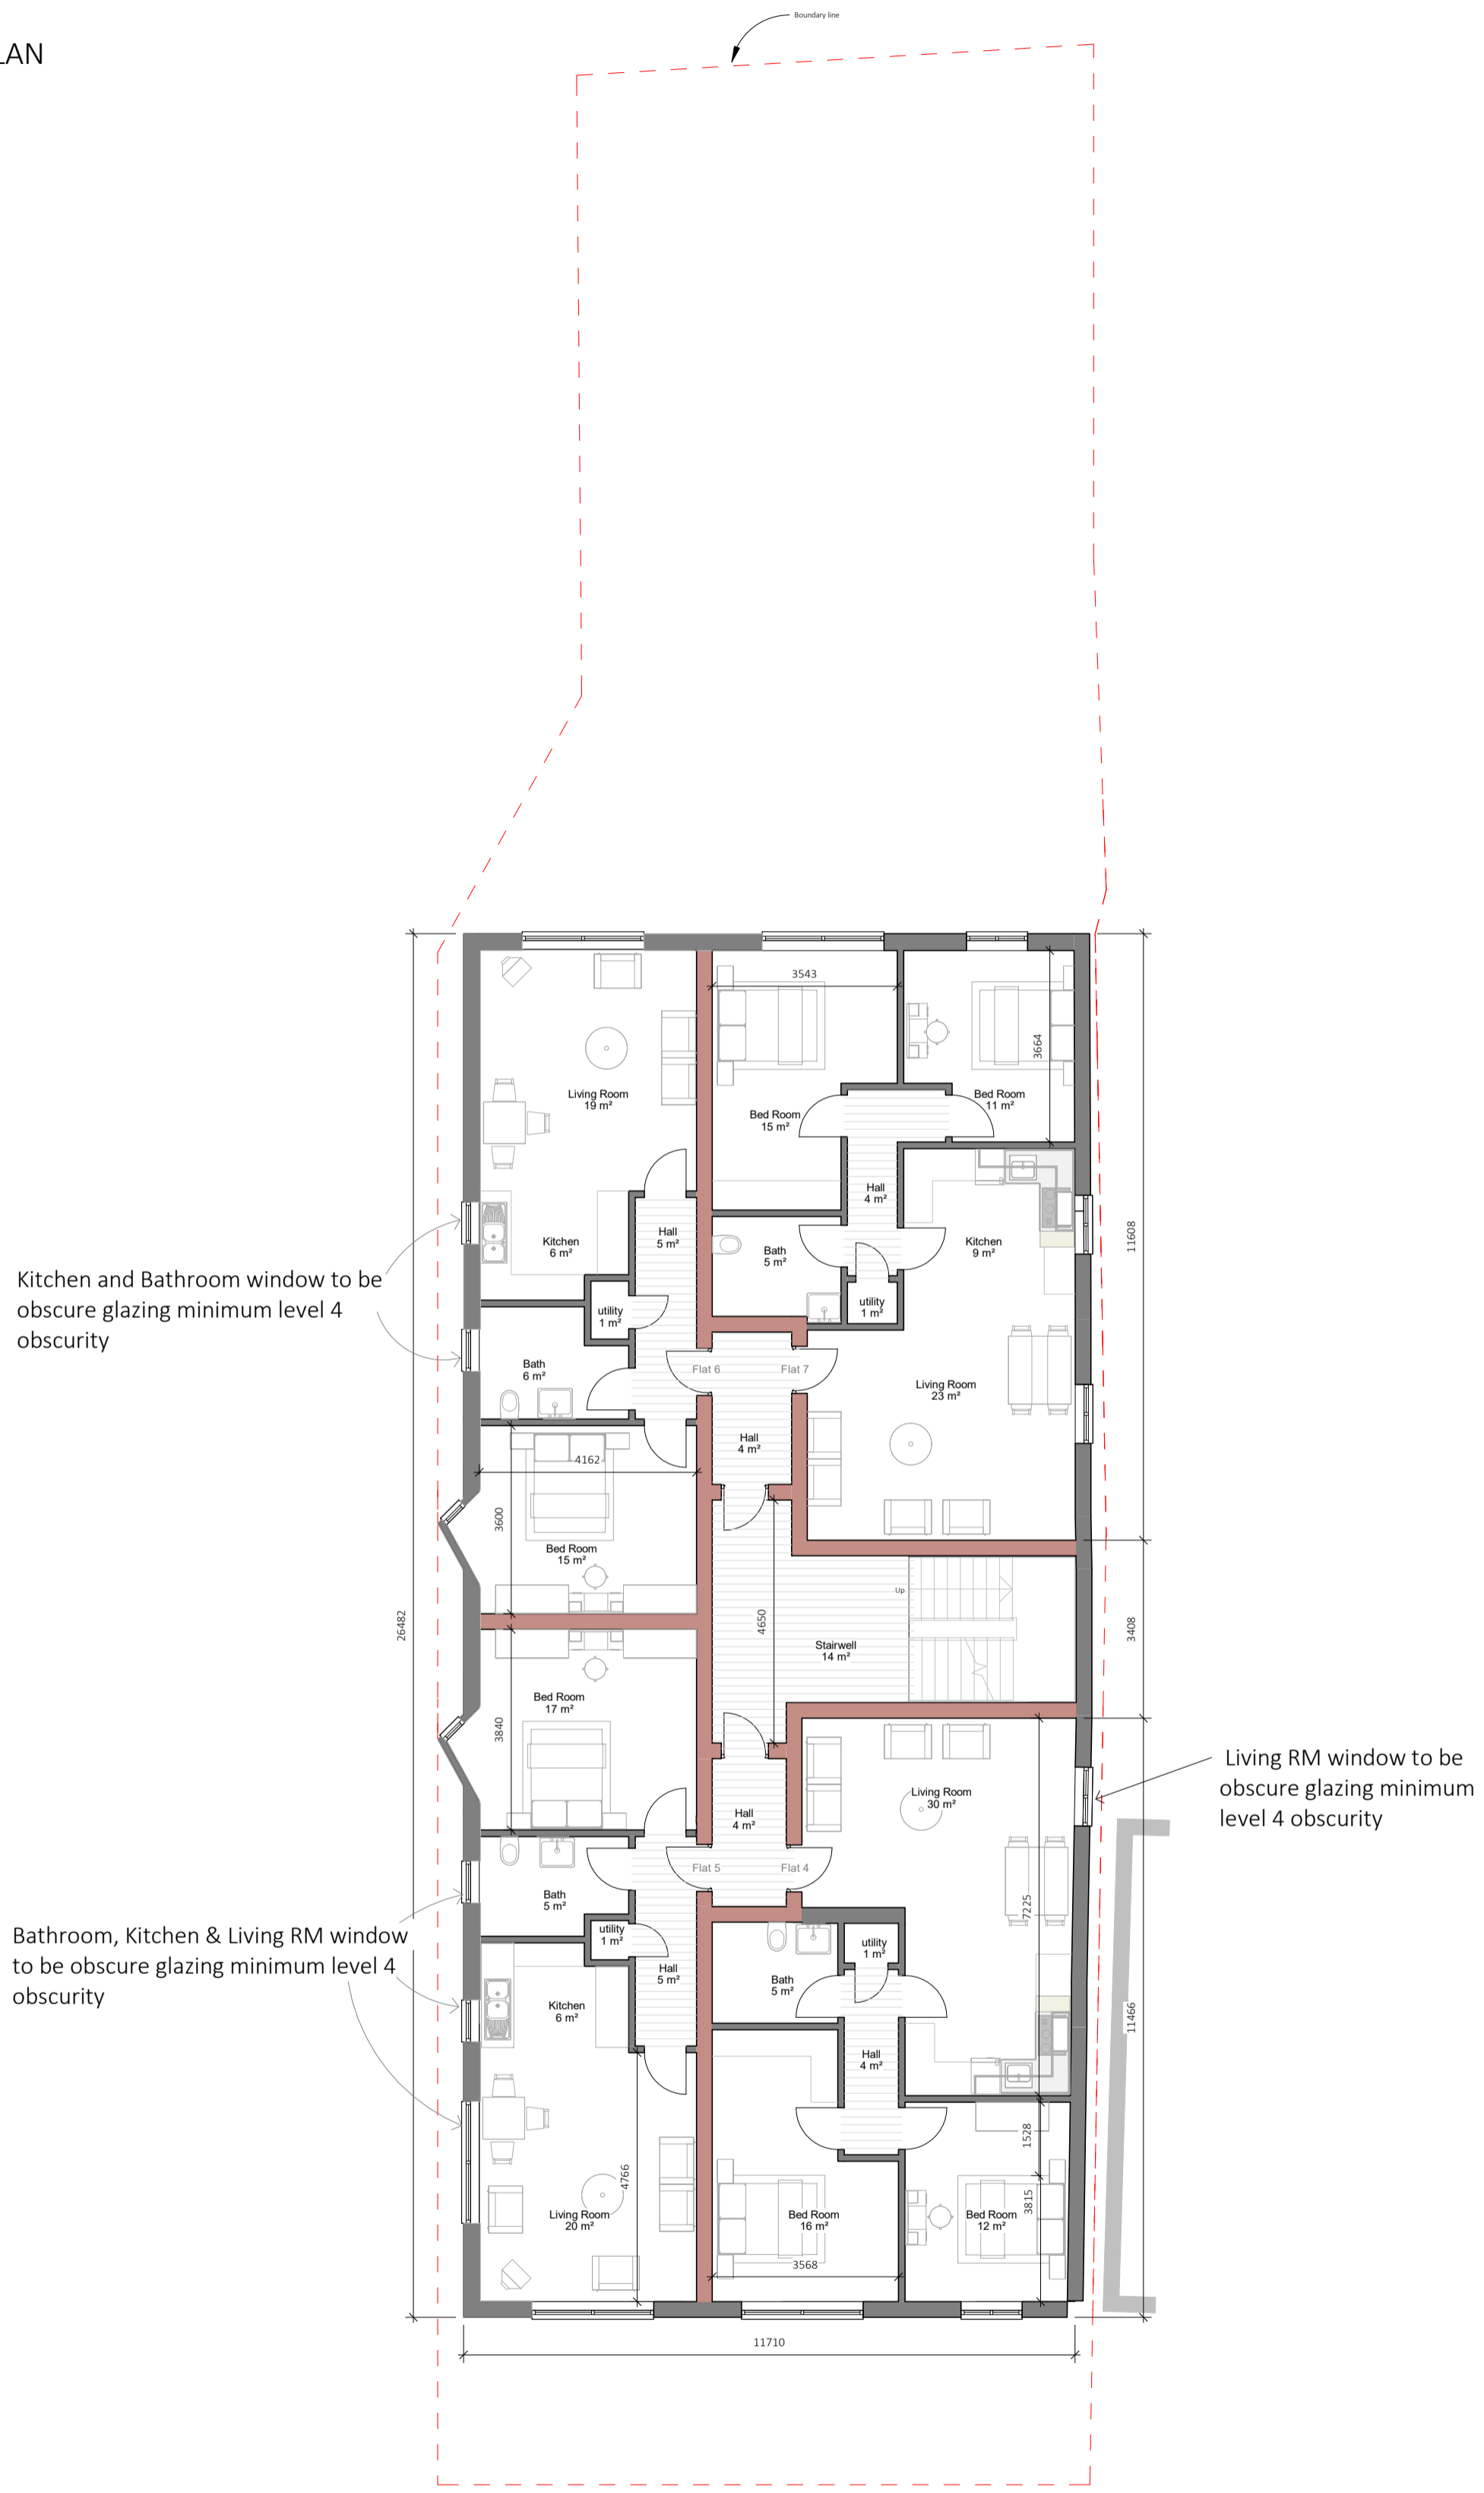 Boundary line
LAN
3543
3664
Living Room
19 m²
Bed Room
15 m²
Bed Room
11 m²
Hall
4 m²
Kitchen
6 m²
Hall
5 m²
Bath
5 m²
Kitchen
9 m²
11608
Kitchen and Bathroom window to be
obscure glazing minimum level 4
obscurity
utility
1 m²
utility
1 m²
Bath
6 m²
Flat 6
Flat 7
Living Room
23 m²
Hall
4 m²
4162
3600
Bed Room
15 m²
26482
4650
Up
Stairwell
14 m²
3408
Bed Room
17 m²
3840
Living Room
30 m²
Living RM window to be
obscure glazing minimum
level 4 obscurity
Hall
4 m²
Flat 5
Flat 4
Bath
5 m²
7225
Bathroom, Kitchen & Living RM window
to be obscure glazing minimum level 4
obscurity
utility
1 m²
utility
1 m²
Hall
5 m²
Bath
5 m²
Kitchen
6 m²
11466
Hall
4 m²
1528
4766
3815
Living Room
20 m²
Bed Room
16 m²
Bed Room
12 m²
3568
11710